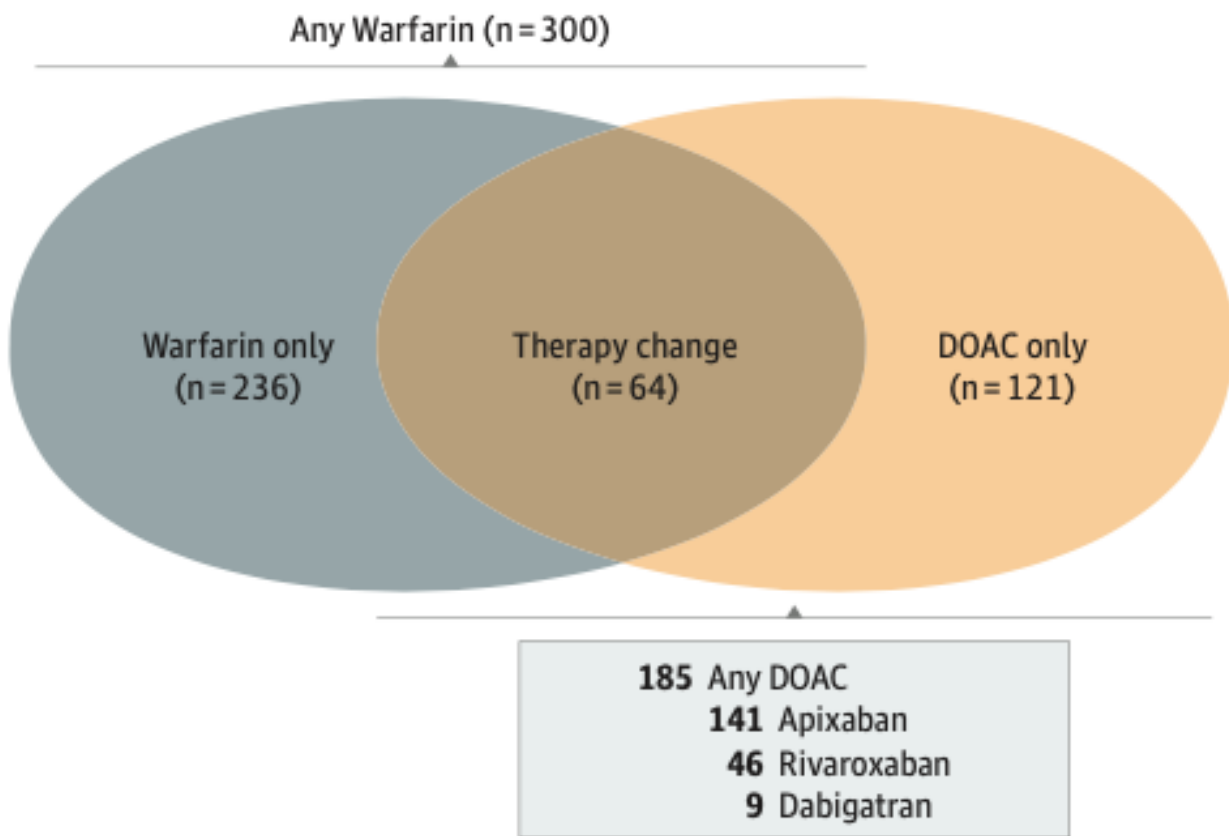 Any Warfarin (n=300)
Warfarin only
(n=236)
Therapy change
(n=64)
DOAC only
(n=121)
185 Any DOAC
141 Apixaban
46 Rivaroxaban
9 Dabigatran